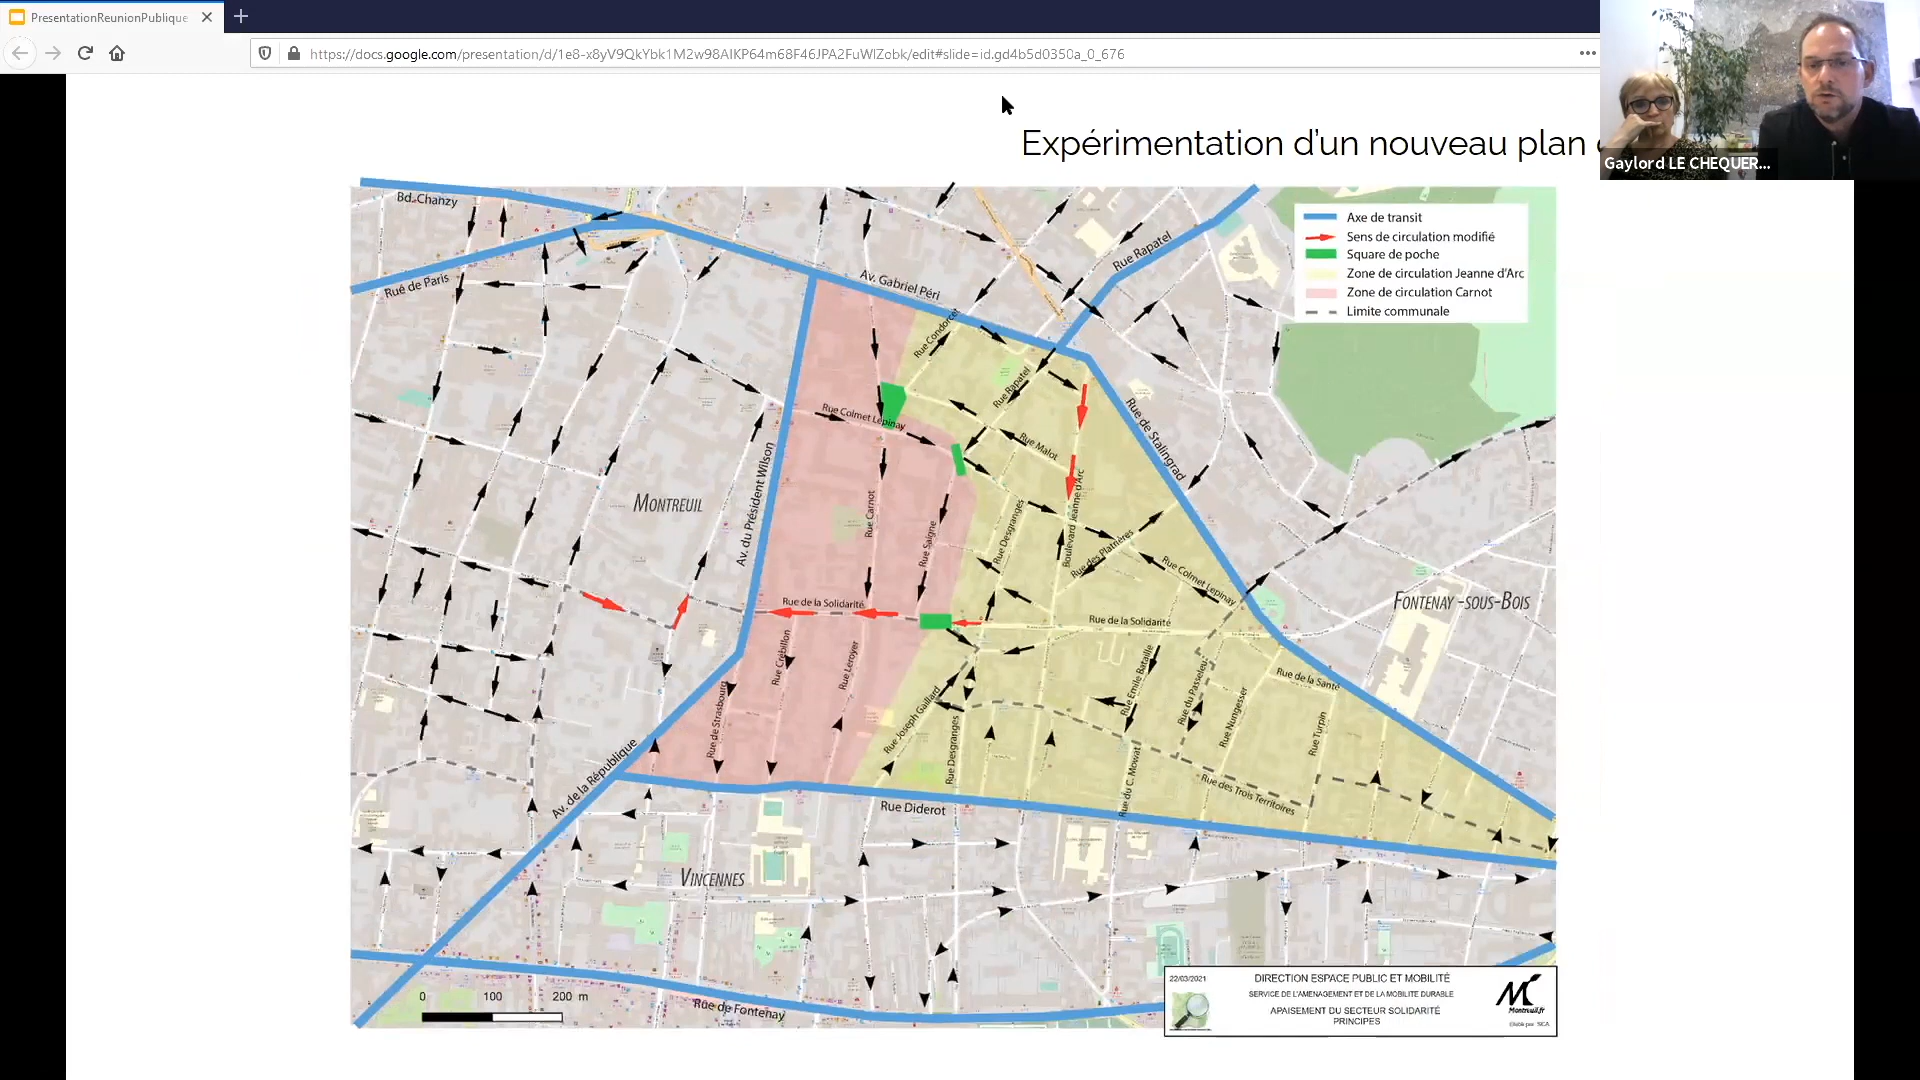 PresentationReunionPublique
https://docs.google.com/presentation/d/1e8-x8yV9QkYbk1M2w98AIKP64m68F46JPA2FuWlZobk/edit#slide=id.gd4b5d0350a_0_676
Expérimentation d'un nouveau plan
Gaylord LE CHEQUER...
Bd. Chanzy
Rue de Paris
Av. Gabriel Péri
Rue Rapatel
Axe de transit
Sens de circulation modifié
Square de poche
Zone de circulation Jeanne d'Arc
Zone de circulation Carnot
Limite communale
Rue Condorcet
Rue Rapatel
Rue Colmet Lepinay
Rue Malot
Rue de Stalingrad
MONTREUIL
Av. du Président Wilson
Rue Carnot
Rue Saigne
Rue Desgranges
Boulevard Jeanne d'Arc
Rue des Platrières
Rue Colmet Lepinay
FONTENAY-SOUS-BOIS
Rue de la Solidarité
Rue de la Solidarité
Rue Crébillon
Rue Leroyer
Rue de Strasbourg
Rue Joseph Gaillard
Rue Desgranges
Rue Emile Bataille
Rue du Passeleu
Rue Nungesser
Rue de la Santé
Rue Turpin
Rue du C. Mowat
Rue des Trois Territoires
Av. de la République
Rue Diderot
VINCENNES
Rue de Fontenay
0 100 200 m
22/03/2021
DIRECTION ESPACE PUBLIC ET MOBILITÉ
SERVICE DE L'AMENAGEMENT ET DE LA MOBILITE DURABLE
APAISEMENT DU SECTEUR SOLIDARITÉ
PRINCIPES
Montreuil.fr